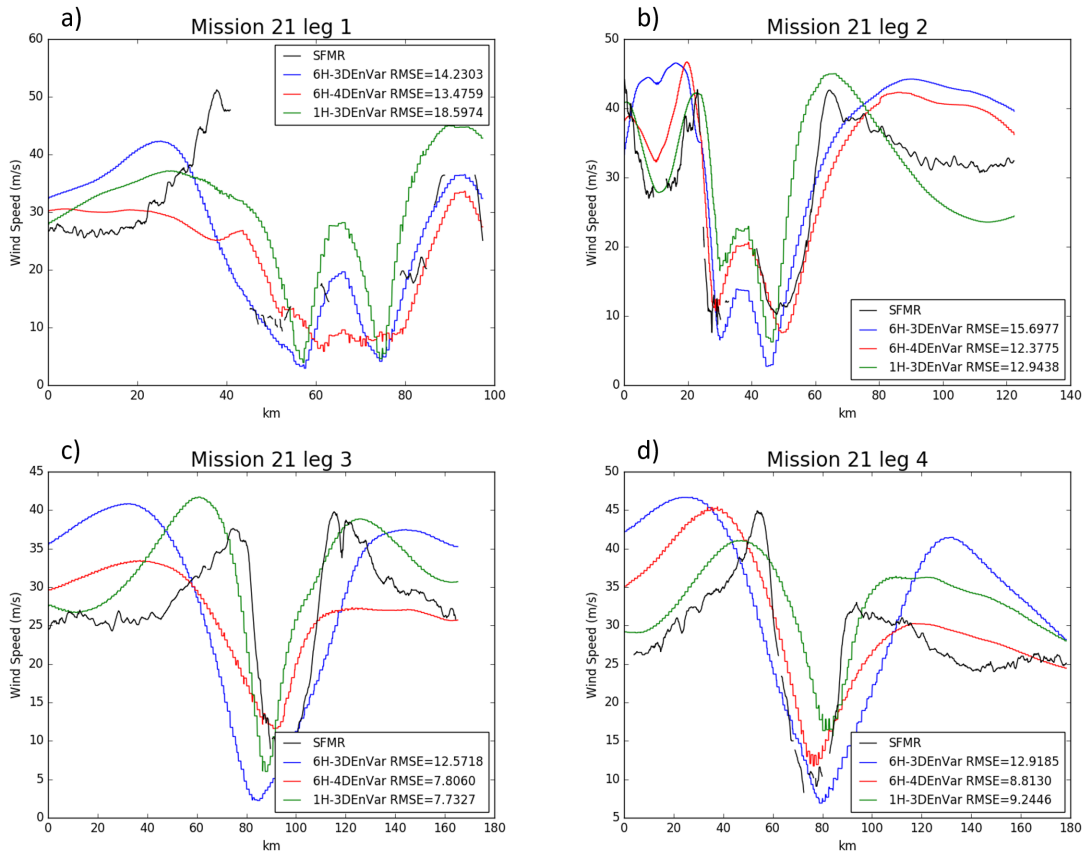 a)
Mission 21 leg 1
Wind Speed (m/s)
60
50
40
30
20
10
0
SFMR
6H-3DEnVar RMSE=14.2303
6H-4DEnVar RMSE=13.4759
1H-3DEnVar RMSE=18.5974
0 20 40 60 80 100
km
b)
Mission 21 leg 2
Wind Speed (m/s)
50
40
30
20
10
0
SFMR
6H-3DEnVar RMSE=15.6977
6H-4DEnVar RMSE=12.3775
1H-3DEnVar RMSE=12.9438
0 20 40 60 80 100 120 140
km
c)
Mission 21 leg 3
Wind Speed (m/s)
45
40
35
30
25
20
15
10
5
0
SFMR
6H-3DEnVar RMSE=12.5718
6H-4DEnVar RMSE=7.8060
1H-3DEnVar RMSE=7.7327
0 20 40 60 80 100 120 140 160 180
km
d)
Mission 21 leg 4
Wind Speed (m/s)
50
45
40
35
30
25
20
15
10
5
SFMR
6H-3DEnVar RMSE=12.9185
6H-4DEnVar RMSE=8.8130
1H-3DEnVar RMSE=9.2446
0 20 40 60 80 100 120 140 160 180
km